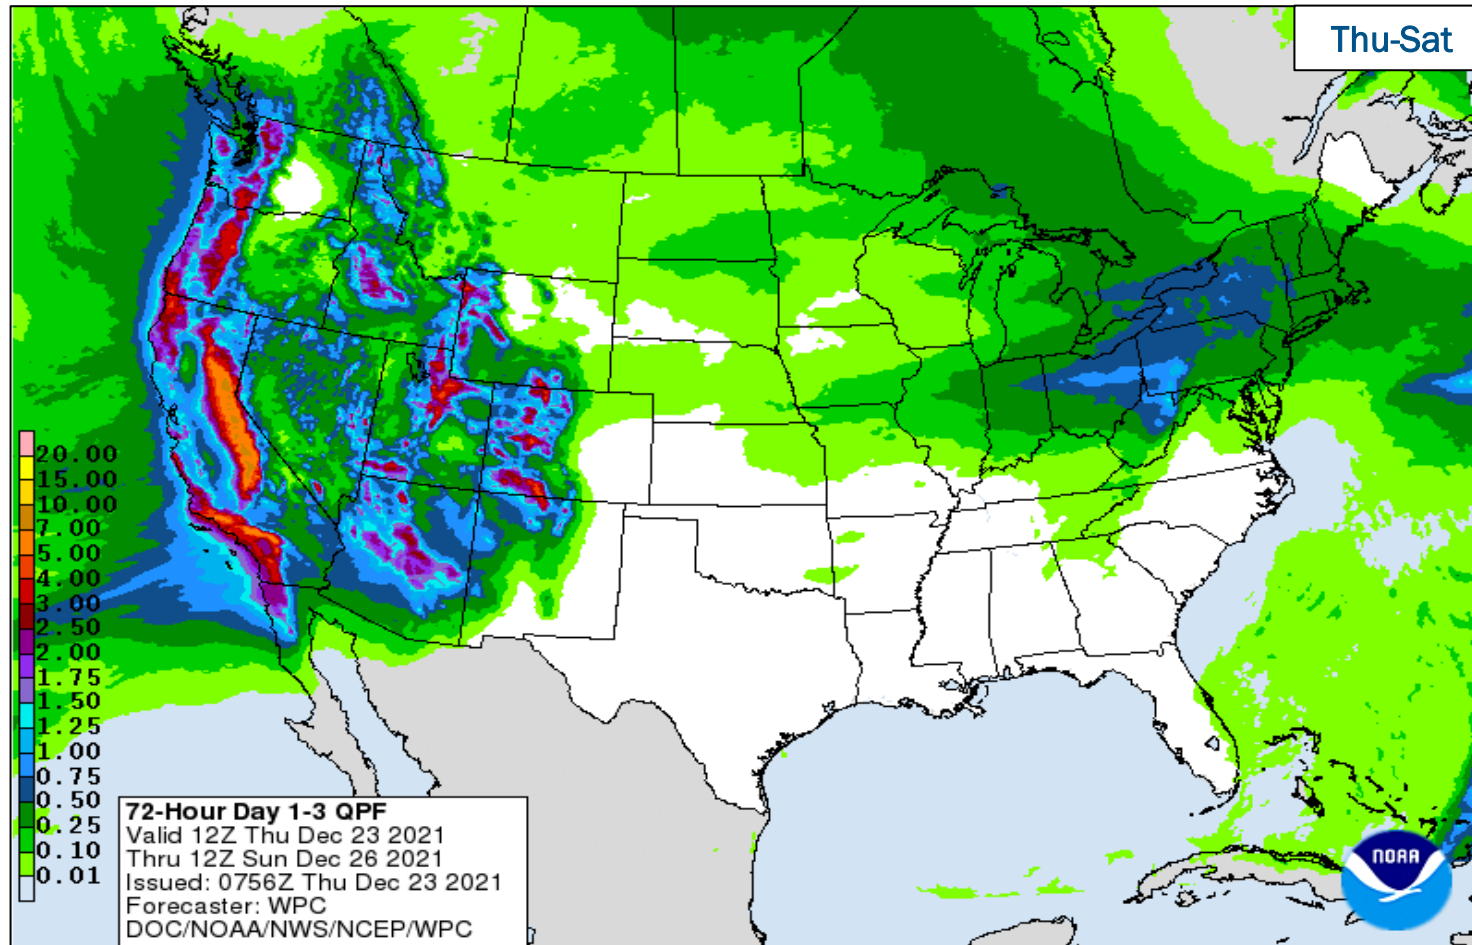 Thu-Sat
20.00
15.00
10.00
7.00
5.00
4.00
3.00
2.50
2.00
1.75
1.50
1.25
1.00
0.75
0.50
0.25
0.10
0.01
72-Hour Day 1-3 QPF
Valid 12Z Thu Dec 23 2021
Thru 12Z Sun Dec 26 2021
Issued: 0756Z Thu Dec 23 2021
Forecaster: WPC
DOC/NOAA/NWS/NCEP/WPC
NOAA